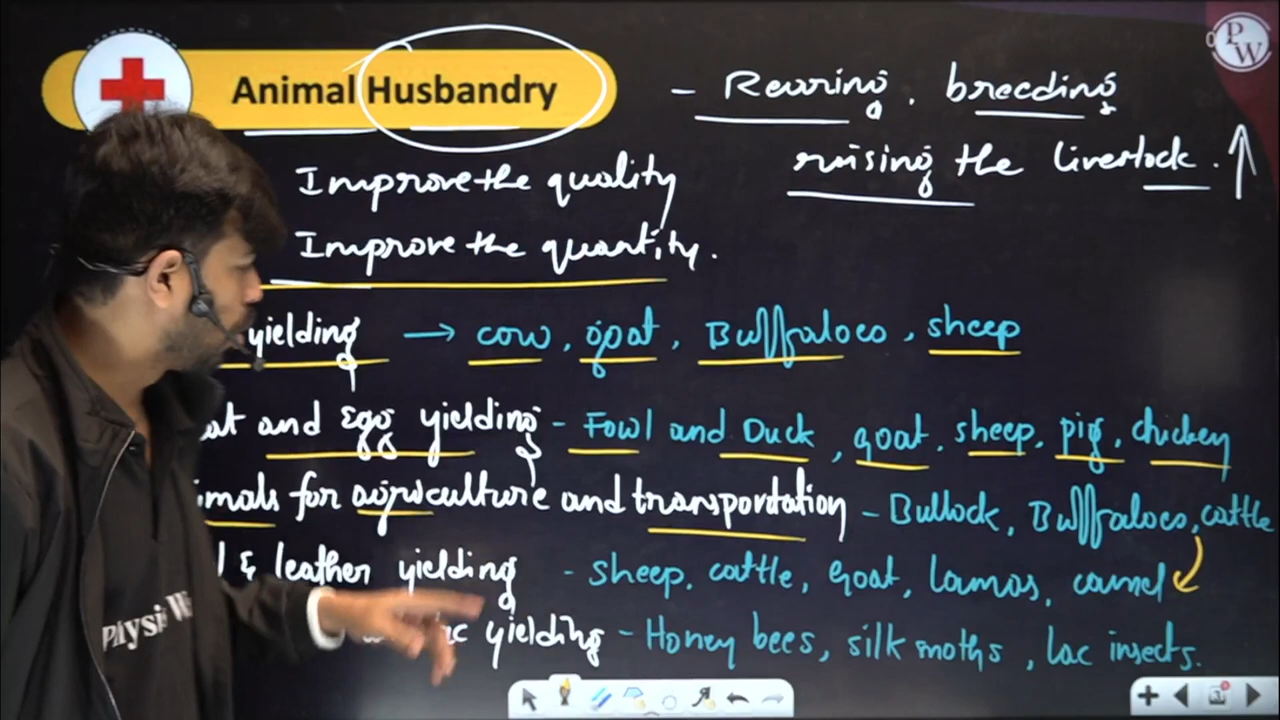 PW
Animal Husbandry
- Rearing, breeding
raising the livestock. ↑
Improve the quality
Improve the quantity.
yielding → cow, goat, Buffaloes, sheep
and Egg yielding - Fowl and Duck, goat, sheep, pig, chicken
for agriculture and transportation - Bullock, Buffaloes, cattle
& leather yielding - sheep, cattle, Goat, Lamas, camel
yielding - Honey bees, silk moths, lac insects.